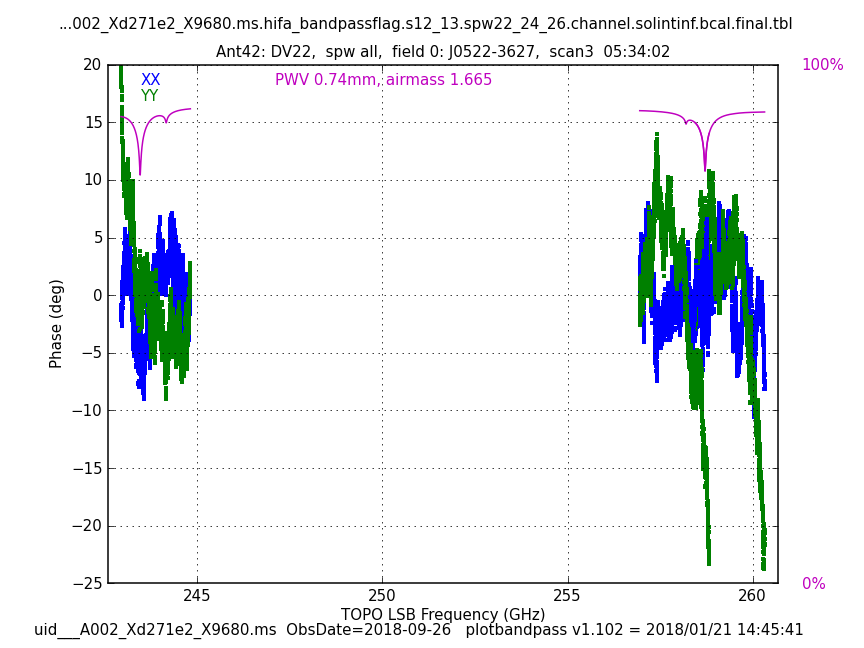 ...002_Xd271e2_X9680.ms.hifa_bandpassflag.s12_13.spw22_24_26.channel.solintinf.bcal.final.tbl
Ant42: DV22,  spw all,  field 0: J0522-3627,  scan3  05:34:02
20
100%
XX
PWV 0.74mm, airmass 1.665
YY
15
10
5
0
Phase (deg)
−5
−10
−15
−20
−25
0%
245
250
255
260
TOPO LSB Frequency (GHz)
uid___A002_Xd271e2_X9680.ms  ObsDate=2018-09-26   plotbandpass v1.102 = 2018/01/21 14:45:41